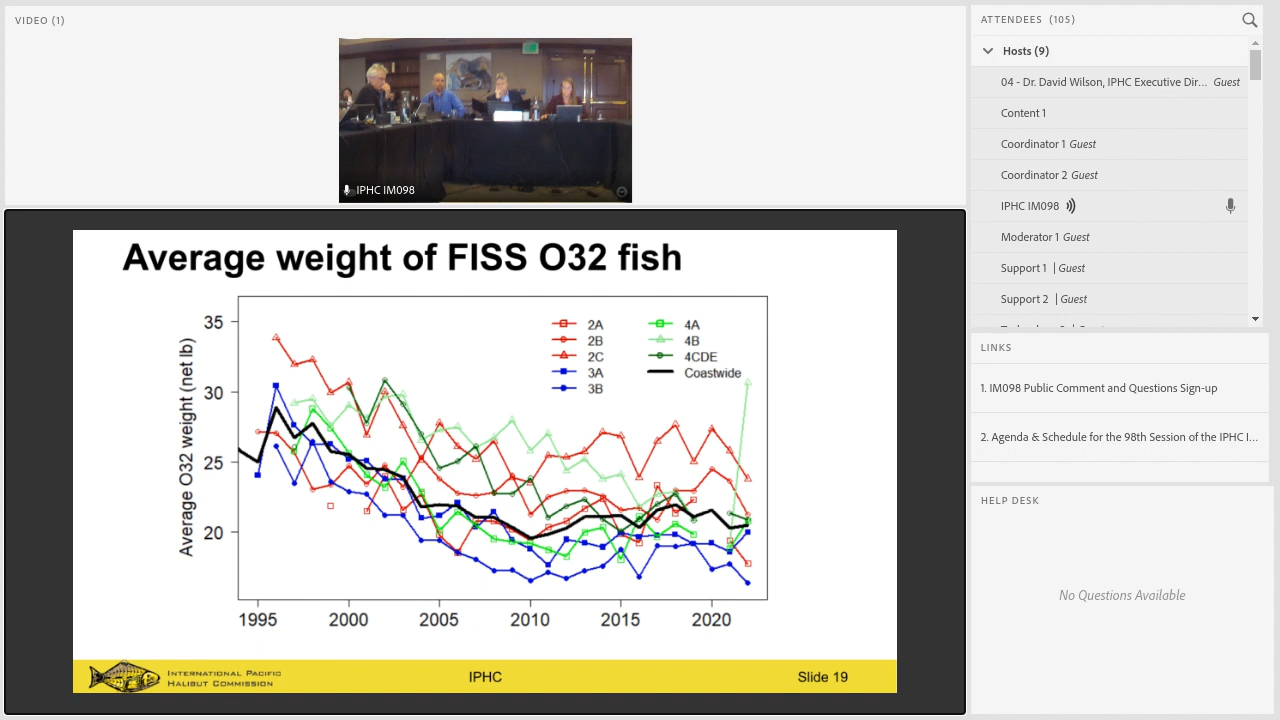 VIDEO (1)
IPHC IM098
Average weight of FISS O32 fish
Average O32 weight (net lb)
35
30
25
20
2A
2B
2C
3A
3B
4A
4B
4CDE
Coastwide
1995 2000 2005 2010 2015 2020
INTERNATIONAL PACIFIC
HALIBUT COMMISSION
IPHC
Slide 19
ATTENDEES (105)
Hosts (9)
04 - Dr. David Wilson, IPHC Executive Dir... Guest
Content 1
Coordinator 1 Guest
Coordinator 2 Guest
IPHC IM098
Moderator 1 Guest
Support 1 | Guest
Support 2 | Guest
LINKS
1. IM098 Public Comment and Questions Sign-up
2. Agenda & Schedule for the 98th Session of the IPHC I...
HELP DESK
No Questions Available